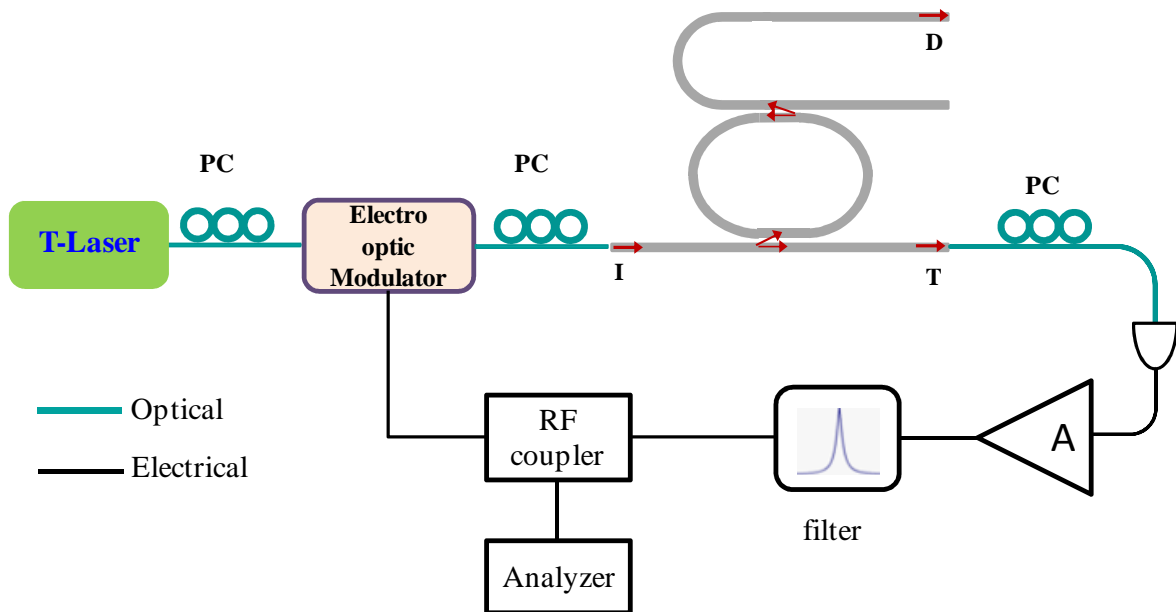 D
PC
PC
PC
T-Laser
Electro
optic
Modulator
I
T
Optical
Electrical
RF
coupler
A
filter
Analyzer